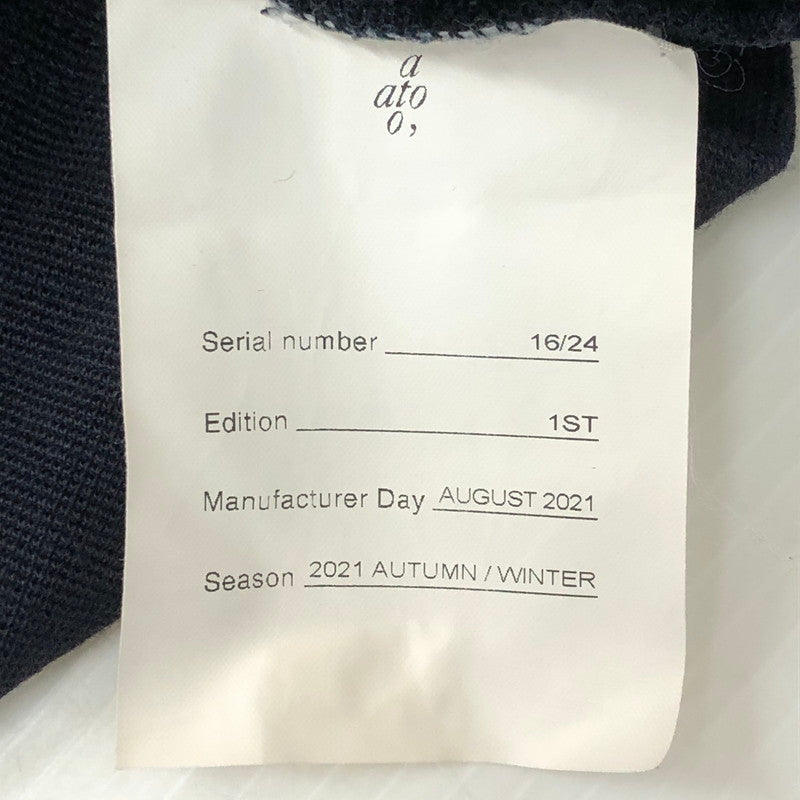 a
ato
o,
Serial number 16/24
Edition 1ST
Manufacturer Day AUGUST 2021
Season 2021 AUTUMN / WINTER